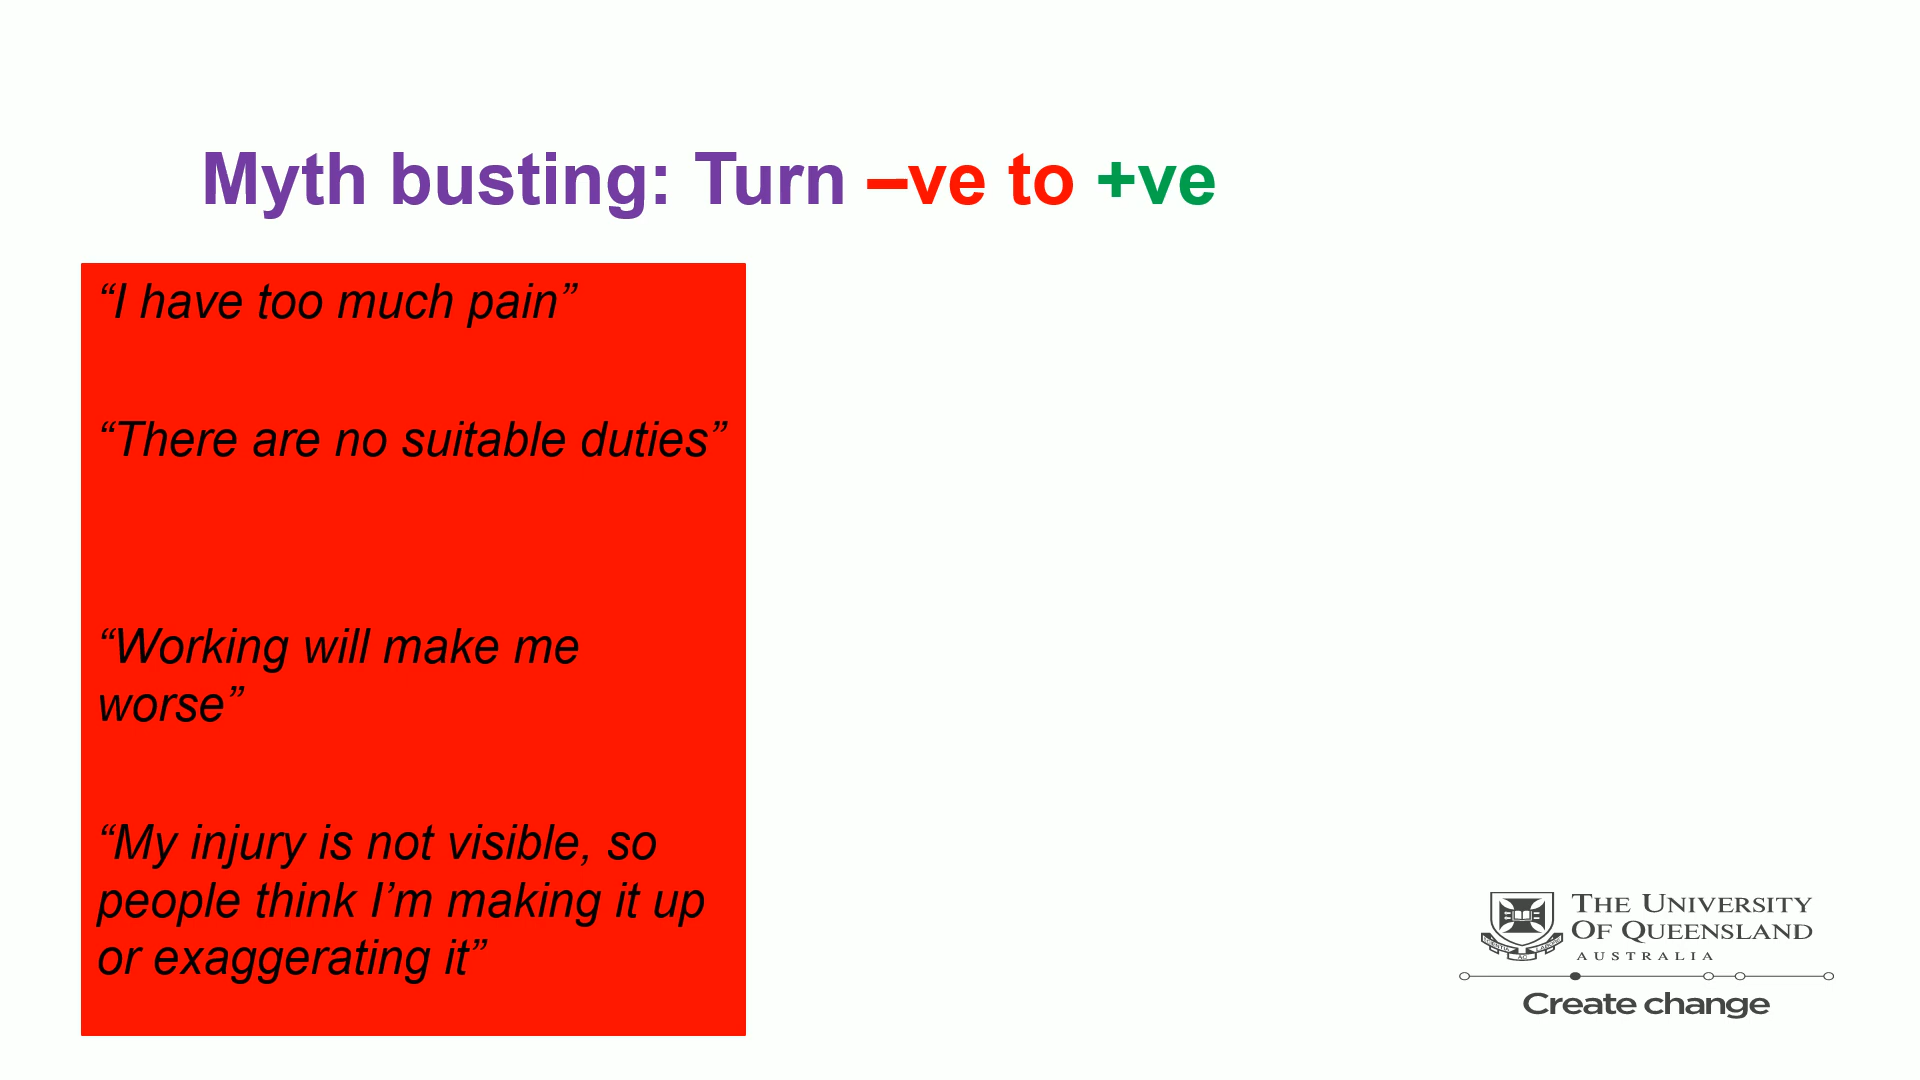 Myth busting: Turn –ve to +ve
“I have too much pain”
“There are no suitable duties”
“Working will make me
worse”
“My injury is not visible, so
people think I’m making it up
or exaggerating it”
THE UNIVERSITY
OF QUEENSLAND
AUSTRALIA
Create change